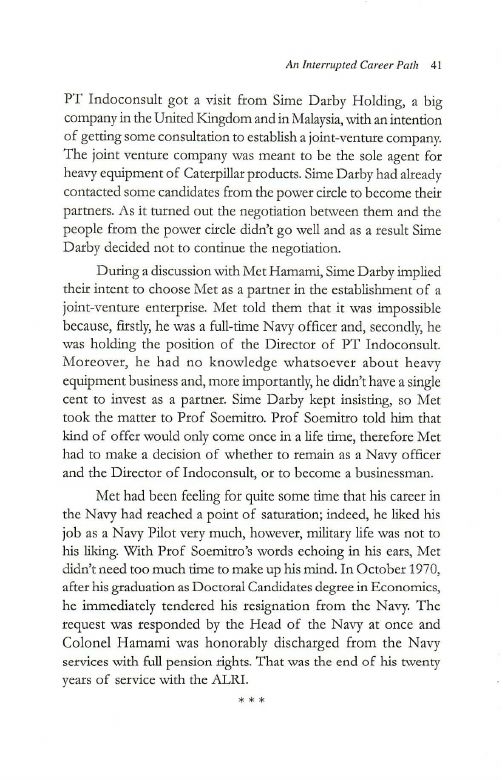 An Interrupted Career Path 41
PT Indoconsult got a visit from Sime Darby Holding, a big
company in the United Kingdom and in Malaysia, with an intention
of getting some consultation to establish a joint-venture company.
The joint venture company was meant to be the sole agent for
heavy equipment of Caterpillar products. Sime Darby had already
contacted some candidates from the power circle to become their
partners. As it turned out the negotiation between them and the
people from the power circle didn't go well and as a result Sime
Darby decided not to continue the negotiation.
During a discussion with Met Hamami, Sime Darby implied
their intent to choose Met as a partner in the establishment of a
joint-venture enterprise. Met told them that it was impossible
because, firstly, he was a full-time Navy officer and, secondly, he
was holding the position of the Director of PT Indoconsult.
Moreover, he had no knowledge whatsoever about heavy
equipment business and, more importantly, he didn't have a single
cent to invest as a partner. Sime Darby kept insisting, so Met
took the matter to Prof Soemitro. Prof Soemitro told him that
kind of offer would only come once in a life time, therefore Met
had to make a decision of whether to remain as a Navy officer
and the Director of Indoconsult, or to become a businessman.
Met had been feeling for quite some time that his career in
the Navy had reached a point of saturation; indeed, he liked his
job as a Navy Pilot very much, however, military life was not to
his liking. With Prof Soemitro's words echoing in his ears, Met
didn't need too much time to make up his mind. In October 1970,
after his graduation as Doctoral Candidates degree in Economics,
he immediately tendered his resignation from the Navy. The
request was responded by the Head of the Navy at once and
Colonel Hamami was honorably discharged from the Navy
services with full pension rights. That was the end of his twenty
years of service with the ALRI.
* * *